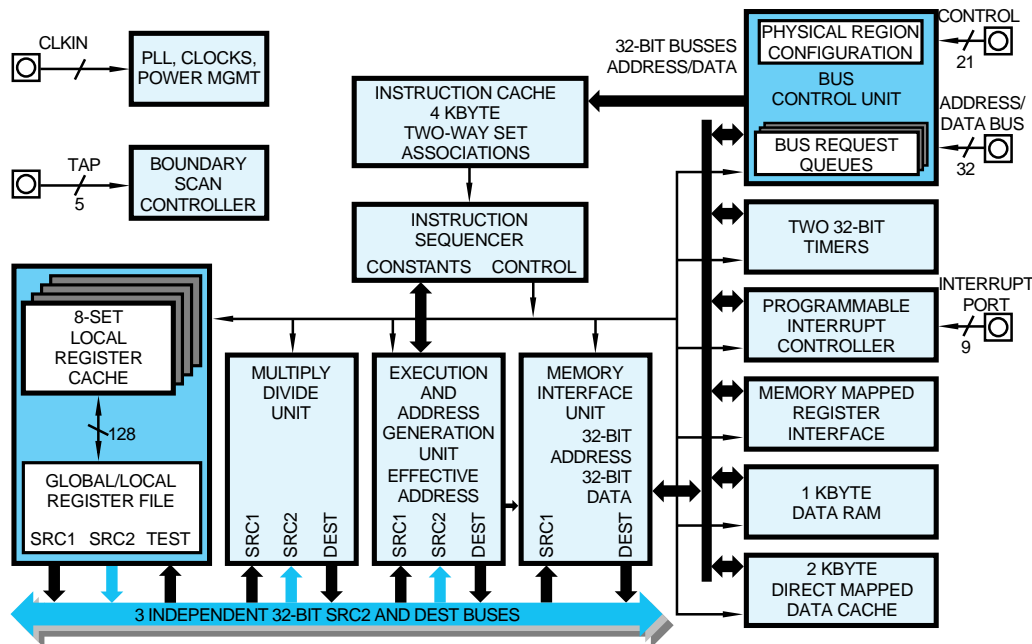 CLKIN
PLL, CLOCKS,
POWER MGMT
TAP
5
BOUNDARY
SCAN
CONTROLLER
INSTRUCTION CACHE
4 KBYTE
TWO-WAY SET
ASSOCIATIONS
32-BIT BUSSES
ADDRESS/DATA
PHYSICAL REGION
CONFIGURATION
BUS
CONTROL UNIT
BUS REQUEST
QUEUES
CONTROL
21
ADDRESS/
DATA BUS
32
INSTRUCTION
SEQUENCER
CONSTANTS CONTROL
TWO 32-BIT
TIMERS
PROGRAMMABLE
INTERRUPT
CONTROLLER
INTERRUPT
PORT
9
8-SET
LOCAL
REGISTER
CACHE
128
GLOBAL/LOCAL
REGISTER FILE
SRC1 SRC2 TEST
MULTIPLY
DIVIDE
UNIT
SRC1
SRC2
DEST
EXECUTION
AND
ADDRESS
GENERATION
UNIT
EFFECTIVE
ADDRESS
SRC1
SRC2
DEST
MEMORY
INTERFACE
UNIT
32-BIT
ADDRESS
32-BIT
DATA
SRC1
DEST
MEMORY MAPPED
REGISTER
INTERFACE
1 KBYTE
DATA RAM
2 KBYTE
DIRECT MAPPED
DATA CACHE
3 INDEPENDENT 32-BIT SRC2 AND DEST BUSES